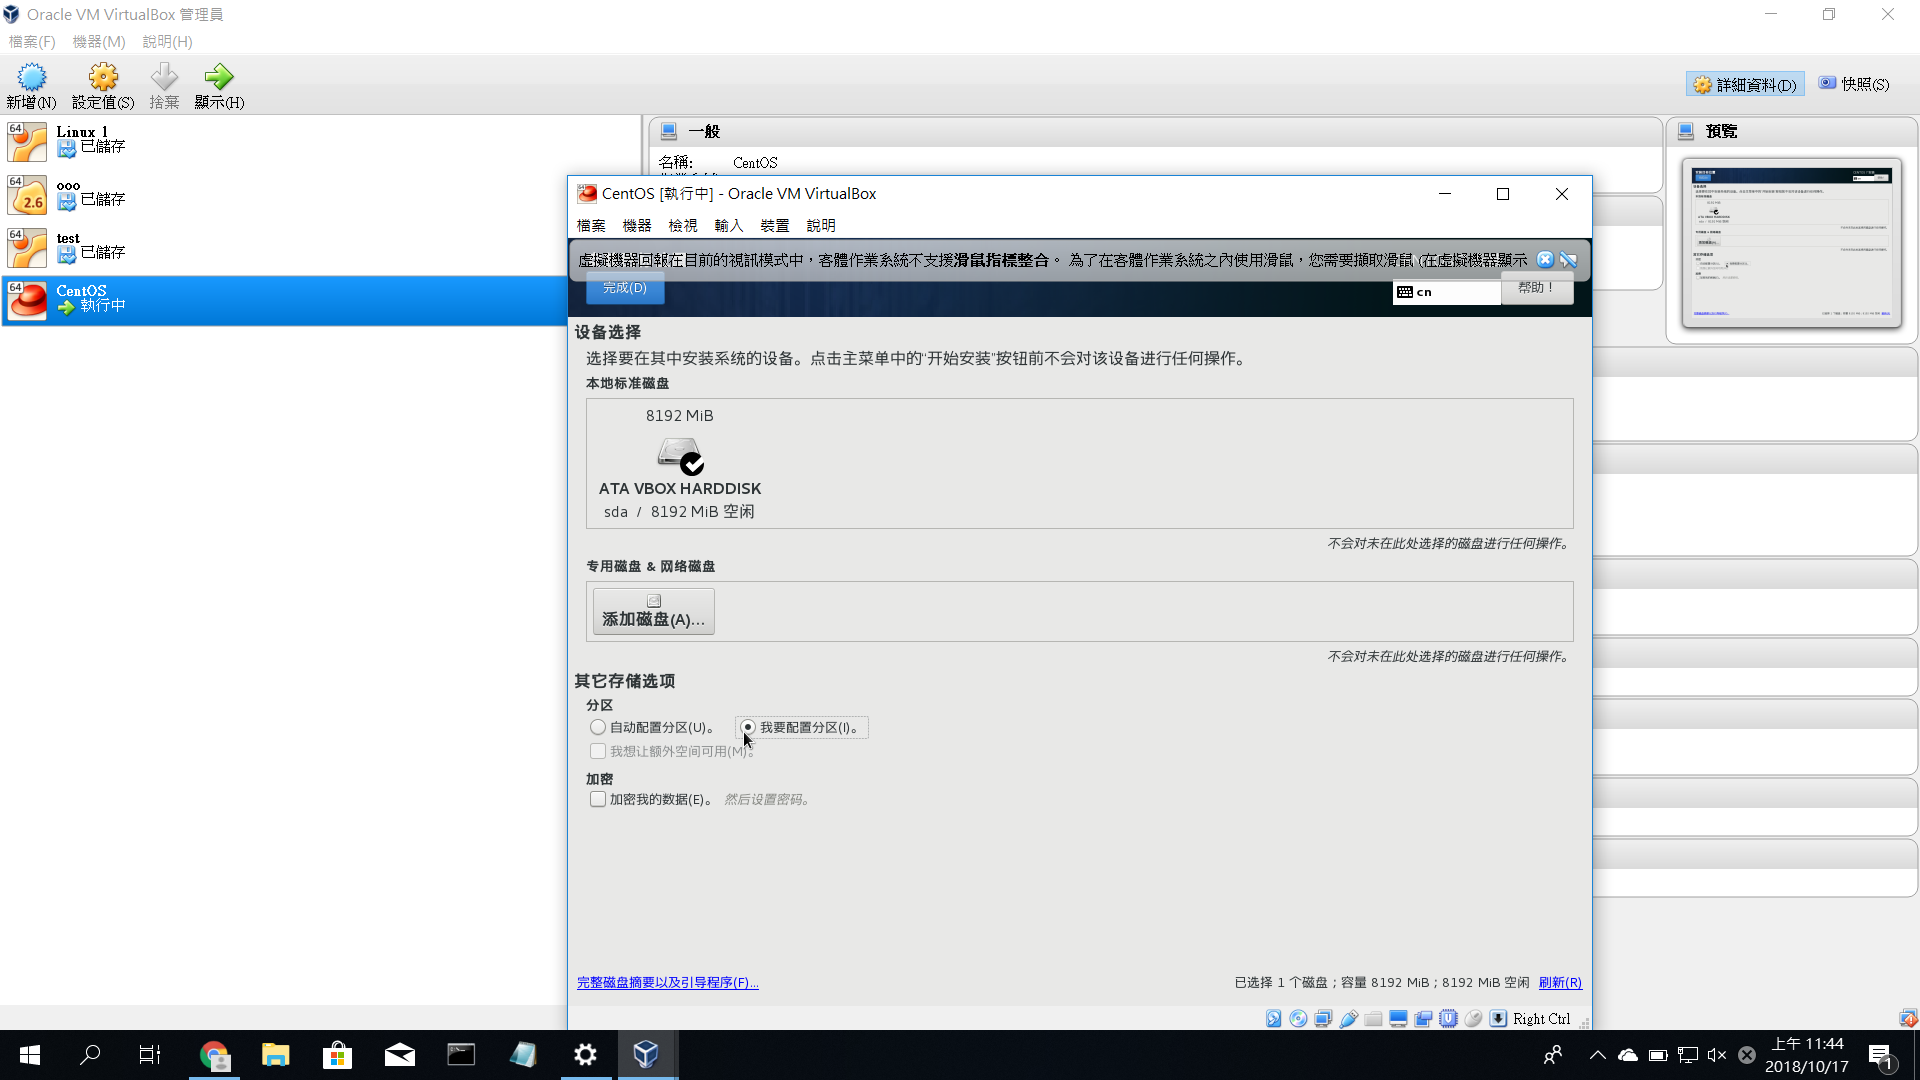 Oracle VM VirtualBox 管理員
檔案(F) 機器(M) 說明(H)
新增(N) 設定值(S) 捨棄 顯示(H)
詳細資料(D) 快照(S)
64 Linux 1
已儲存
64 2.6 ooo
已儲存
64 test
已儲存
64 CentOS
執行中
一般
名稱: CentOS
預覽
CentOS [執行中] - Oracle VM VirtualBox
檔案 機器 檢視 輸入 裝置 說明
虛擬機器回報在目前的視訊模式中，客體作業系統不支援滑鼠指標整合。 為了在客體作業系統之內使用滑鼠，您需要擷取滑鼠 (在虛擬機器顯示
完成(D)
cn
帮助！
设备选择
选择要在其中安装系统的设备。点击主菜单中的“开始安装”按钮前不会对该设备进行任何操作。
本地标准磁盘
8192 MiB
ATA VBOX HARDDISK
sda / 8192 MiB 空闲
不会对未在此处选择的磁盘进行任何操作。
专用磁盘 & 网络磁盘
添加磁盘(A)...
不会对未在此处选择的磁盘进行任何操作。
其它存储选项
分区
自动配置分区(U)。 我要配置分区(I)。
我想让额外空间可用(M)。
加密
加密我的数据(E)。 然后设置密码。
完整磁盘摘要以及引导程序(F)...
已选择 1 个磁盘；容量 8192 MiB；8192 MiB 空闲 刷新(R)
Right Ctrl
上午 11:44
2018/10/17
1